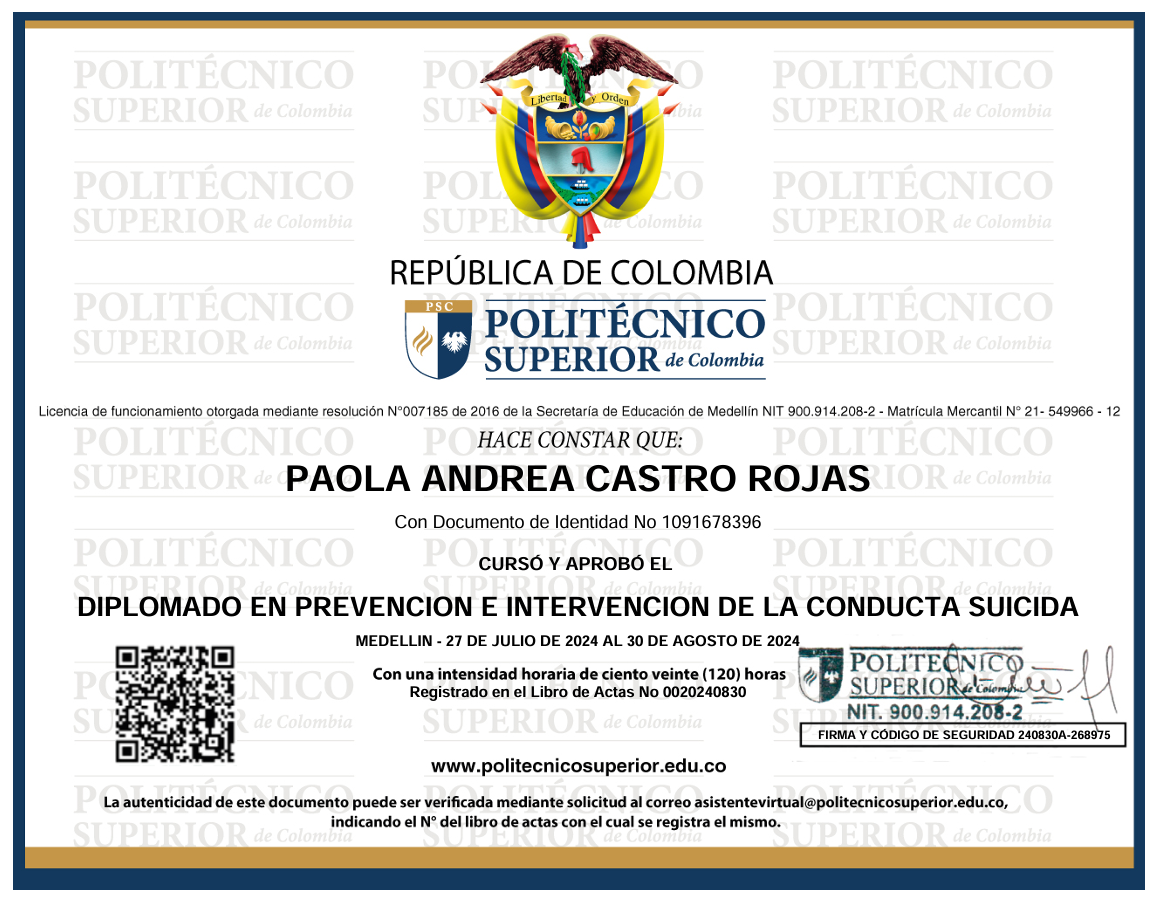 Libertad y Orden
REPÚBLICA DE COLOMBIA
PSC
POLITÉCNICO
SUPERIOR de Colombia
Licencia de funcionamiento otorgada mediante resolución N°007185 de 2016 de la Secretaría de Educación de Medellín NIT 900.914.208-2 - Matrícula Mercantil N° 21- 549966 - 12
HACE CONSTAR QUE:
PAOLA ANDREA CASTRO ROJAS
Con Documento de Identidad No 1091678396
CURSÓ Y APROBÓ EL
DIPLOMADO EN PREVENCION E INTERVENCION DE LA CONDUCTA SUICIDA
MEDELLIN - 27 DE JULIO DE 2024 AL 30 DE AGOSTO DE 2024
Con una intensidad horaria de ciento veinte (120) horas
Registrado en el Libro de Actas No 0020240830
POLITÉCNICO
SUPERIOR de Colombia
NIT. 900.914.208-2
FIRMA Y CÓDIGO DE SEGURIDAD 240830A-268975
www.politecnicosuperior.edu.co
La autenticidad de este documento puede ser verificada mediante solicitud al correo asistentevirtual@politecnicosuperior.edu.co,
indicando el N° del libro de actas con el cual se registra el mismo.